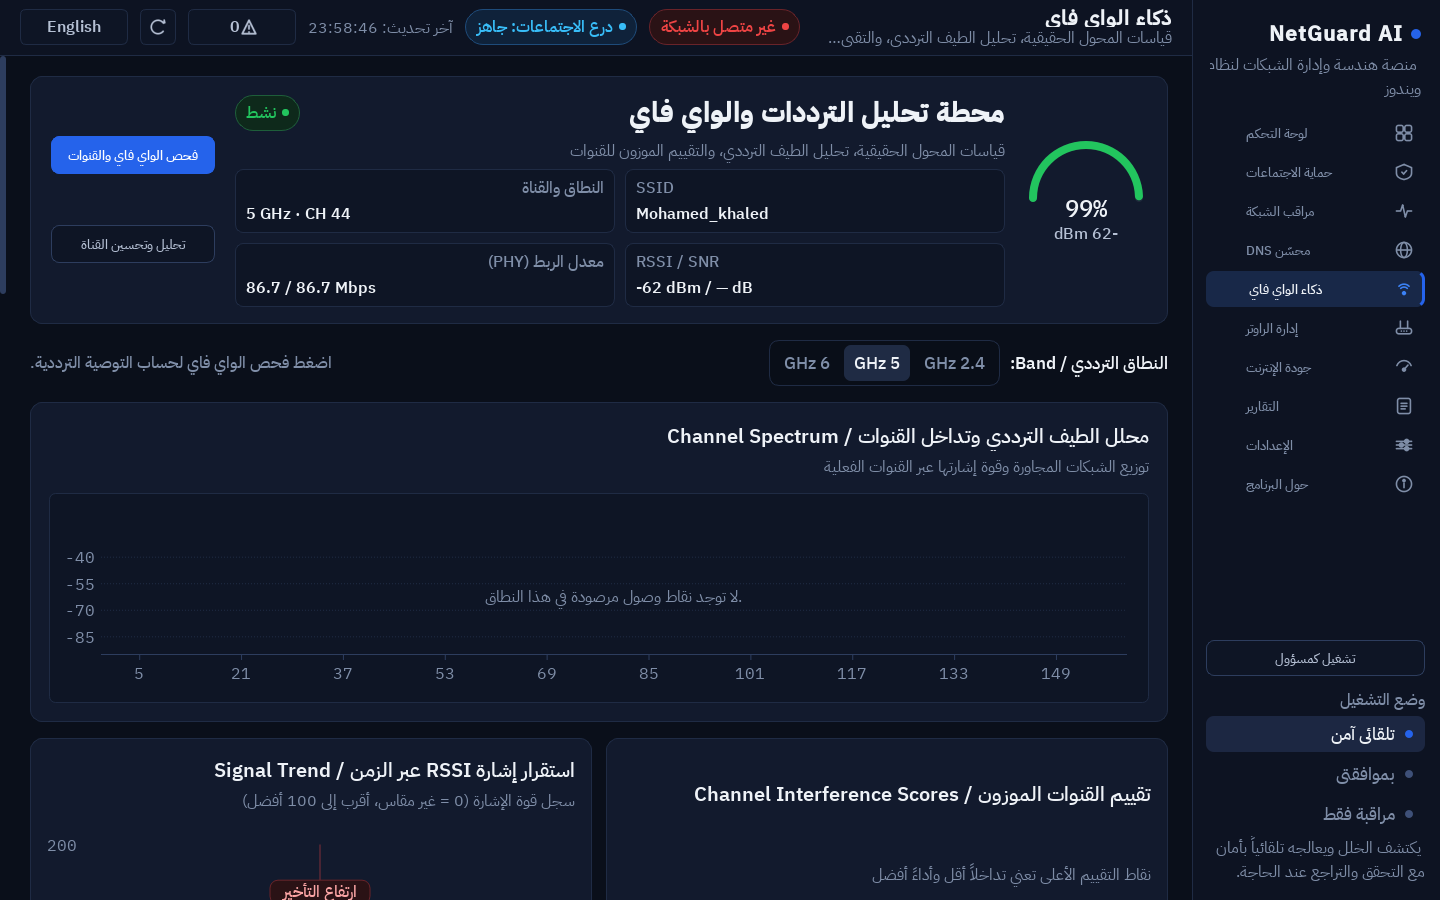 NetGuard AI
منصة هندسة وإدارة الشبكات لنظام
ويندوز
لوحة التحكم
حماية الاجتماعات
مراقب الشبكة
محسّن DNS
ذكاء الواي فاي
إدارة الراوتر
جودة الإنترنت
التقارير
الإعدادات
حول البرنامج
تشغيل كمسؤول
وضع التشغيل
تلقائي آمن
بموافقتي
مراقبة فقط
يكتشف الخلل ويعالجه تلقائياً بأمان
مع التحقق والتراجع عند الحاجة.
ذكاء الواي فاي
قياسات المحول الحقيقية، تحليل الطيف الترددي، والتقي...
غير متصل بالشبكة
درع الاجتماعات: جاهز
آخر تحديث: 23:58:46
0
English
محطة تحليل الترددات والواي فاي
نشط
قياسات المحول الحقيقية، تحليل الطيف الترددي، والتقييم الموزون للقنوات
99%
dBm 62-
SSID
Mohamed_khaled
النطاق والقناة
5 GHz · CH 44
RSSI / SNR
-62 dBm / — dB
معدل الربط (PHY)
86.7 / 86.7 Mbps
فحص الواي فاي والقنوات
تحليل وتحسين القناة
النطاق الترددي / Band:
GHz 2.4
GHz 5
GHz 6
اضغط فحص الواي فاي لحساب التوصية الترددية.
محلل الطيف الترددي وتداخل القنوات / Channel Spectrum
توزيع الشبكات المجاورة وقوة إشارتها عبر القنوات الفعلية
-40
-55
-70
-85
لا توجد نقاط وصول مرصودة في هذا النطاق.
5 21 37 53 69 85 101 117 133 149
تقييم القنوات الموزون / Channel Interference Scores
نقاط التقييم الأعلى تعني تداخلاً أقل وأداءً أفضل
استقرار إشارة RSSI عبر الزمن / Signal Trend
سجل قوة الإشارة (0 = غير مقاس، أقرب إلى 100 أفضل)
200
ارتفاع التأخير